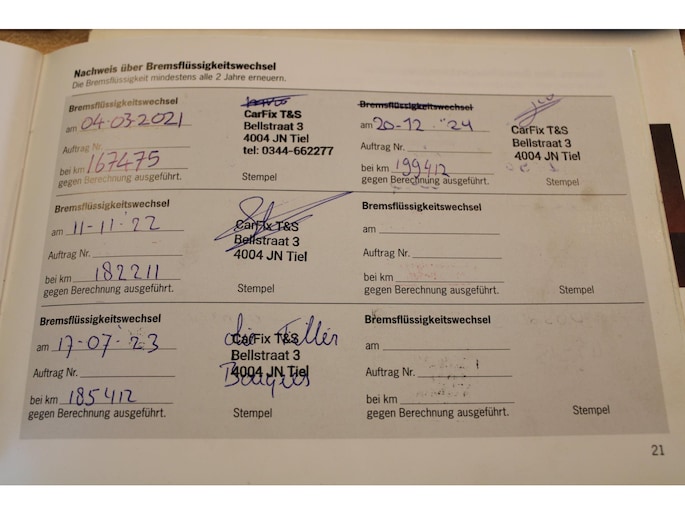 Nachweis über Bremsflüssigkeitswechsel
Die Bremsflüssigkeit mindestens alle 2 Jahre erneuern.
Bremsflüssigkeitswechsel
am 04-03-2021
Auftrag Nr.
bei km 167475
gegen Berechnung ausgeführt.
CarFix T&S
Bellstraat 3
4004 JN Tiel
tel: 0344-662277
Stempel
Bremsflüssigkeitswechsel
am 20-12-'24
Auftrag Nr.
bei km 199412
gegen Berechnung ausgeführt.
CarFix T&S
Bellstraat 3
4004 JN Tiel
Stempel
Bremsflüssigkeitswechsel
am 11-11-'22
Auftrag Nr.
bei km 182211
gegen Berechnung ausgeführt.
CarFix T&S
Bellstraat 3
4004 JN Tiel
Stempel
Bremsflüssigkeitswechsel
am
Auftrag Nr.
bei km
gegen Berechnung ausgeführt.
Stempel
Bremsflüssigkeitswechsel
am 17-07-'23
Auftrag Nr.
bei km 185412
gegen Berechnung ausgeführt.
CarFix T&S
Bellstraat 3
4004 JN Tiel
Stempel
Bremsflüssigkeitswechsel
am
Auftrag Nr.
bei km
gegen Berechnung ausgeführt.
Stempel
21